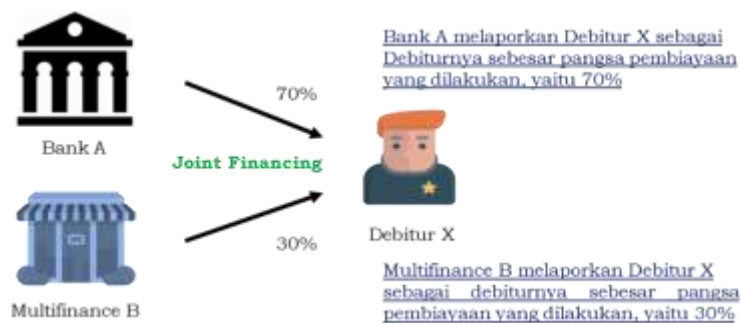 Bank A melaporkan Debitur X sebagai
Debiturnya sebesar pangsa pembiayaan
yang dilakukan, yaitu 70%
70%
Bank A
Joint Financing
30%
Debitur X
Multifinance B
Multifinance B melaporkan Debitur X
sebagai debiturnya sebesar pangsa
pembiayaan yang dilakukan, yaitu 30%